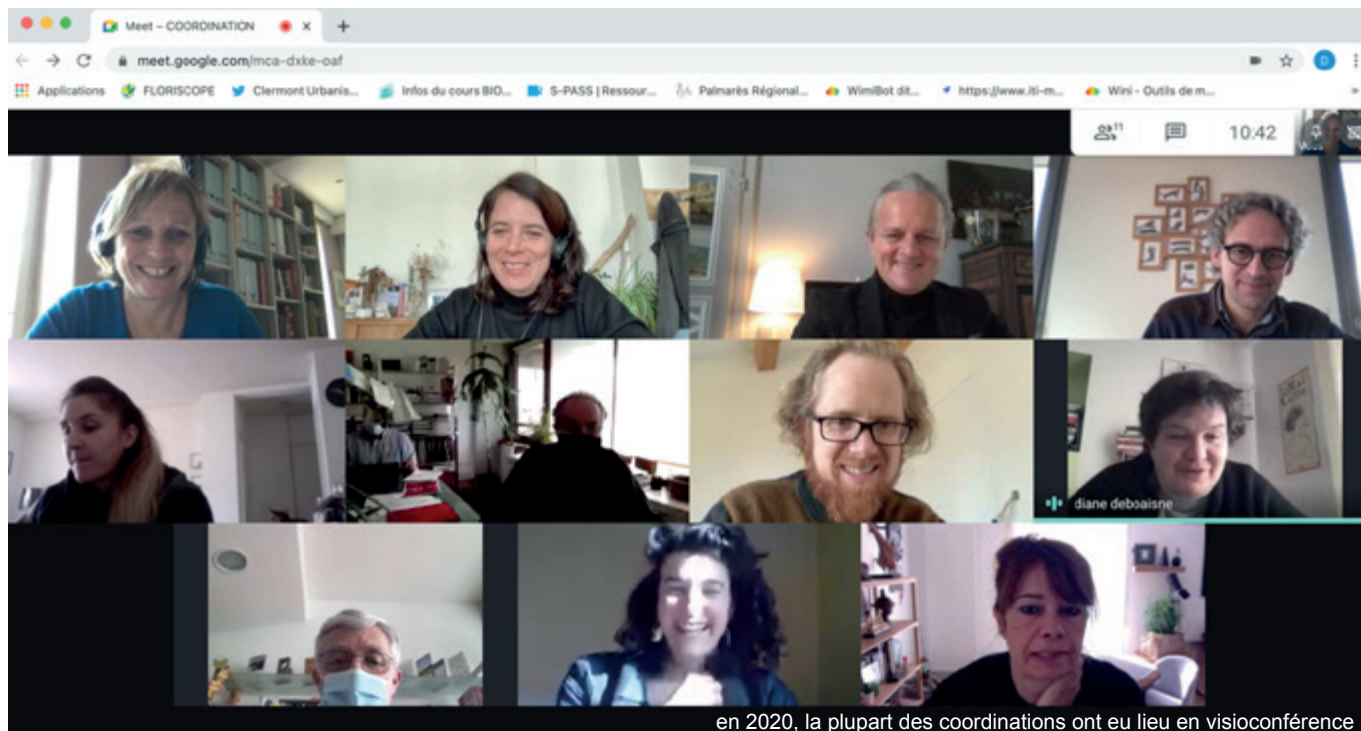 Meet – COORDINATION
meet.google.com/mca-dxke-oaf
Applications FLORISCOPE Clermont Urbanis... Infos du cours BIO... S-PASS | Ressour... Palmarès Régional... WimiBot dit... https://www.iti-m... Wini - Outils de m...
11 10:42
diane deboaisne
en 2020, la plupart des coordinations ont eu lieu en visioconférence